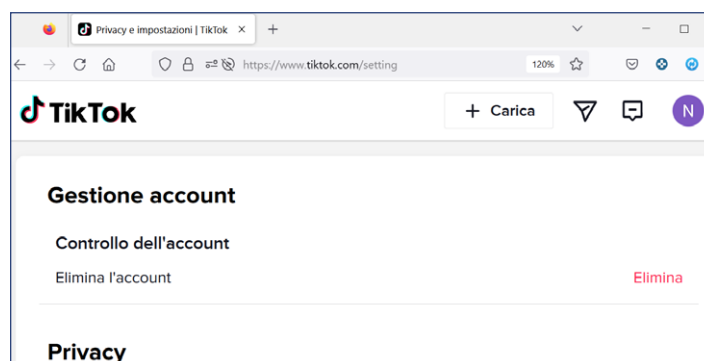 Privacy e impostazioni | TikTok
https://www.tiktok.com/setting
120%
TikTok
+ Carica
N
Gestione account
Controllo dell'account
Elimina l'account Elimina
Privacy